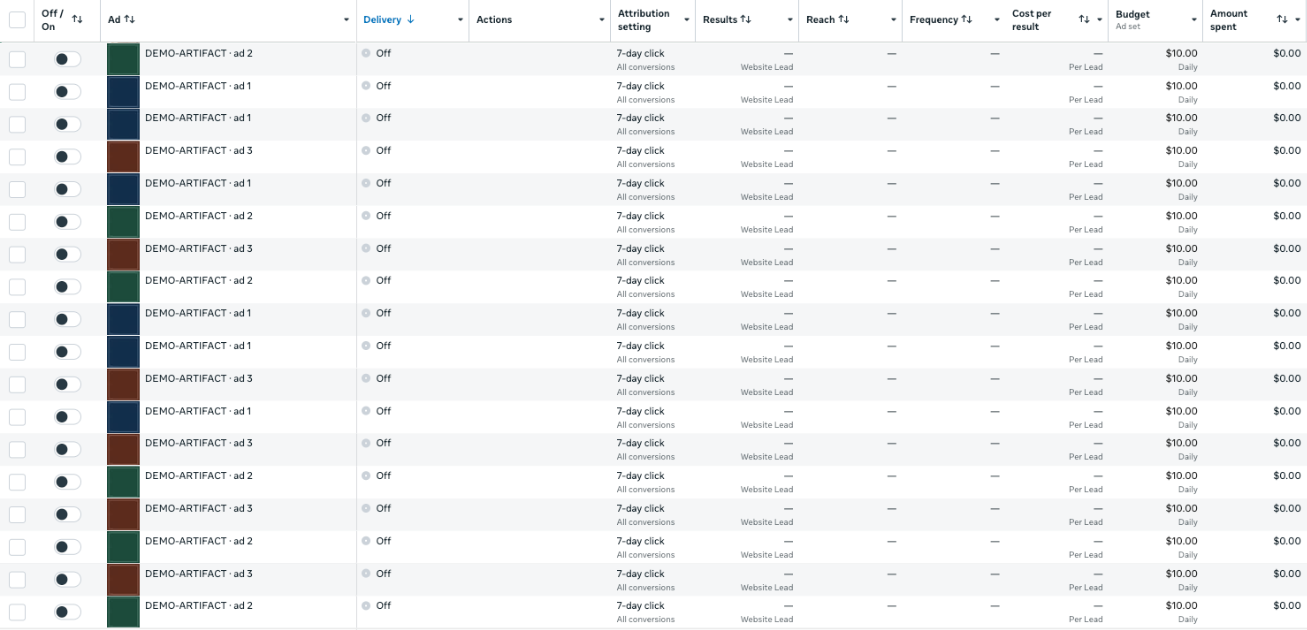 Off / On Ad Delivery Actions Attribution setting Results Reach Frequency Cost per result Budget Ad set Amount spent
DEMO-ARTIFACT · ad 2 Off 7-day click — — — — $10.00 $0.00
All conversions Website Lead Per Lead Daily
DEMO-ARTIFACT · ad 1 Off 7-day click — — — — $10.00 $0.00
All conversions Website Lead Per Lead Daily
DEMO-ARTIFACT · ad 1 Off 7-day click — — — — $10.00 $0.00
All conversions Website Lead Per Lead Daily
DEMO-ARTIFACT · ad 3 Off 7-day click — — — — $10.00 $0.00
All conversions Website Lead Per Lead Daily
DEMO-ARTIFACT · ad 1 Off 7-day click — — — — $10.00 $0.00
All conversions Website Lead Per Lead Daily
DEMO-ARTIFACT · ad 2 Off 7-day click — — — — $10.00 $0.00
All conversions Website Lead Per Lead Daily
DEMO-ARTIFACT · ad 3 Off 7-day click — — — — $10.00 $0.00
All conversions Website Lead Per Lead Daily
DEMO-ARTIFACT · ad 2 Off 7-day click — — — — $10.00 $0.00
All conversions Website Lead Per Lead Daily
DEMO-ARTIFACT · ad 1 Off 7-day click — — — — $10.00 $0.00
All conversions Website Lead Per Lead Daily
DEMO-ARTIFACT · ad 1 Off 7-day click — — — — $10.00 $0.00
All conversions Website Lead Per Lead Daily
DEMO-ARTIFACT · ad 3 Off 7-day click — — — — $10.00 $0.00
All conversions Website Lead Per Lead Daily
DEMO-ARTIFACT · ad 1 Off 7-day click — — — — $10.00 $0.00
All conversions Website Lead Per Lead Daily
DEMO-ARTIFACT · ad 3 Off 7-day click — — — — $10.00 $0.00
All conversions Website Lead Per Lead Daily
DEMO-ARTIFACT · ad 2 Off 7-day click — — — — $10.00 $0.00
All conversions Website Lead Per Lead Daily
DEMO-ARTIFACT · ad 3 Off 7-day click — — — — $10.00 $0.00
All conversions Website Lead Per Lead Daily
DEMO-ARTIFACT · ad 2 Off 7-day click — — — — $10.00 $0.00
All conversions Website Lead Per Lead Daily
DEMO-ARTIFACT · ad 3 Off 7-day click — — — — $10.00 $0.00
All conversions Website Lead Per Lead Daily
DEMO-ARTIFACT · ad 2 Off 7-day click — — — — $10.00 $0.00
All conversions Website Lead Per Lead Daily